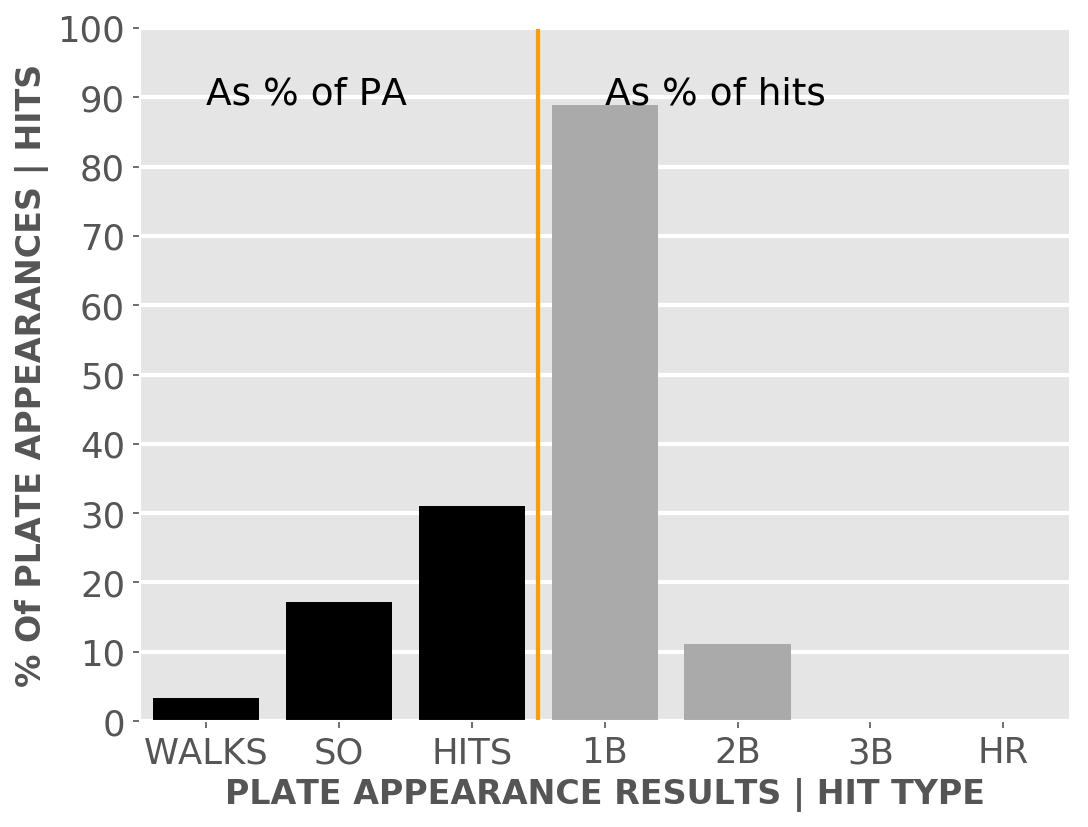 % Of PLATE APPEARANCES | HITS
100
90
80
70
60
50
40
30
20
10
0
As % of PA
As % of hits
WALKS SO HITS 1B 2B 3B HR
PLATE APPEARANCE RESULTS | HIT TYPE